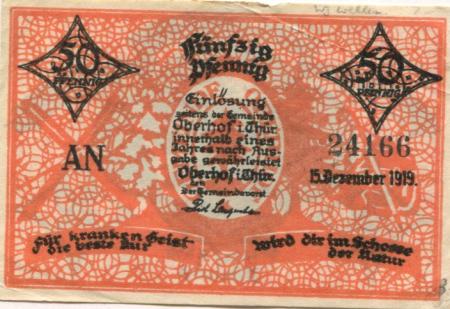 50
PFENNIG
Fünfzig
Pfennig
50
PFENNIG
Einlösung
seitens der Gemeinde
Oberhof i. Thür.
innerhalb eines
Jahres nach Aus-
gabe gewährleistet
Oberhof i. Thür.
den
Der Gemeindevorst.
AN
24166
15. Dezember 1919.
Für kranken Geist
die beste Kur
wird dir im Schosse
der Natur